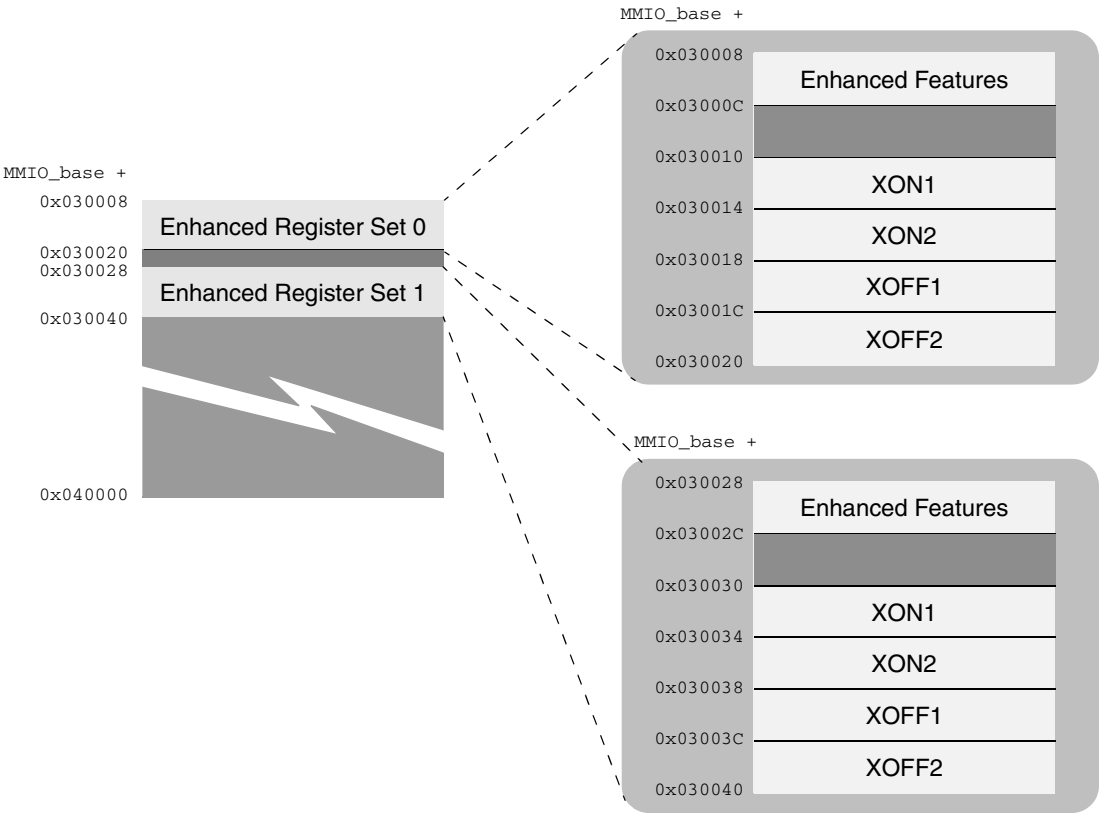 MMIO_base +
0x030008
Enhanced Register Set 0
0x030020
0x030028
Enhanced Register Set 1
0x030040
0x040000
MMIO_base +
0x030008
Enhanced Features
0x03000C
0x030010
XON1
0x030014
XON2
0x030018
XOFF1
0x03001C
XOFF2
0x030020
MMIO_base +
0x030028
Enhanced Features
0x03002C
0x030030
XON1
0x030034
XON2
0x030038
XOFF1
0x03003C
XOFF2
0x030040